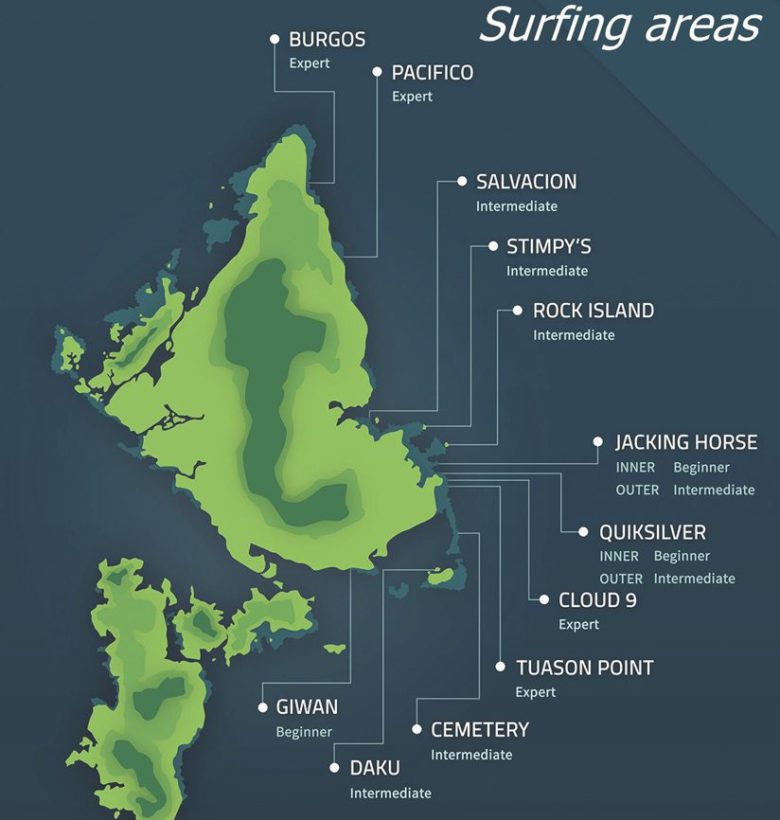 Surfing areas
BURGOS
Expert
PACIFICO
Expert
SALVACION
Intermediate
STIMPY'S
Intermediate
ROCK ISLAND
Intermediate
JACKING HORSE
INNER Beginner
OUTER Intermediate
QUIKSILVER
INNER Beginner
OUTER Intermediate
CLOUD 9
Expert
TUASON POINT
Expert
GIWAN
Beginner
CEMETERY
Intermediate
DAKU
Intermediate